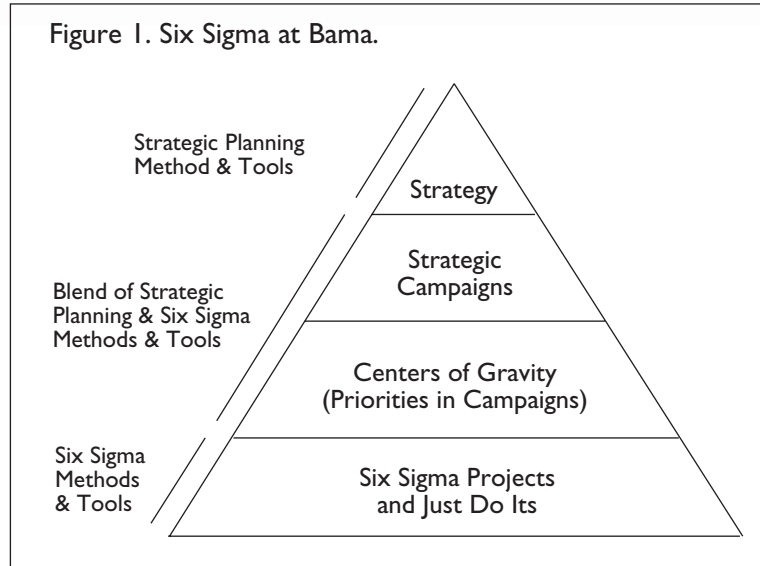 Figure 1. Six Sigma at Bama.
Strategic Planning
Method & Tools
Strategy
Strategic
Campaigns
Blend of Strategic
Planning & Six Sigma
Methods & Tools
Centers of Gravity
(Priorities in Campaigns)
Six Sigma
Methods
& Tools
Six Sigma Projects
and Just Do Its